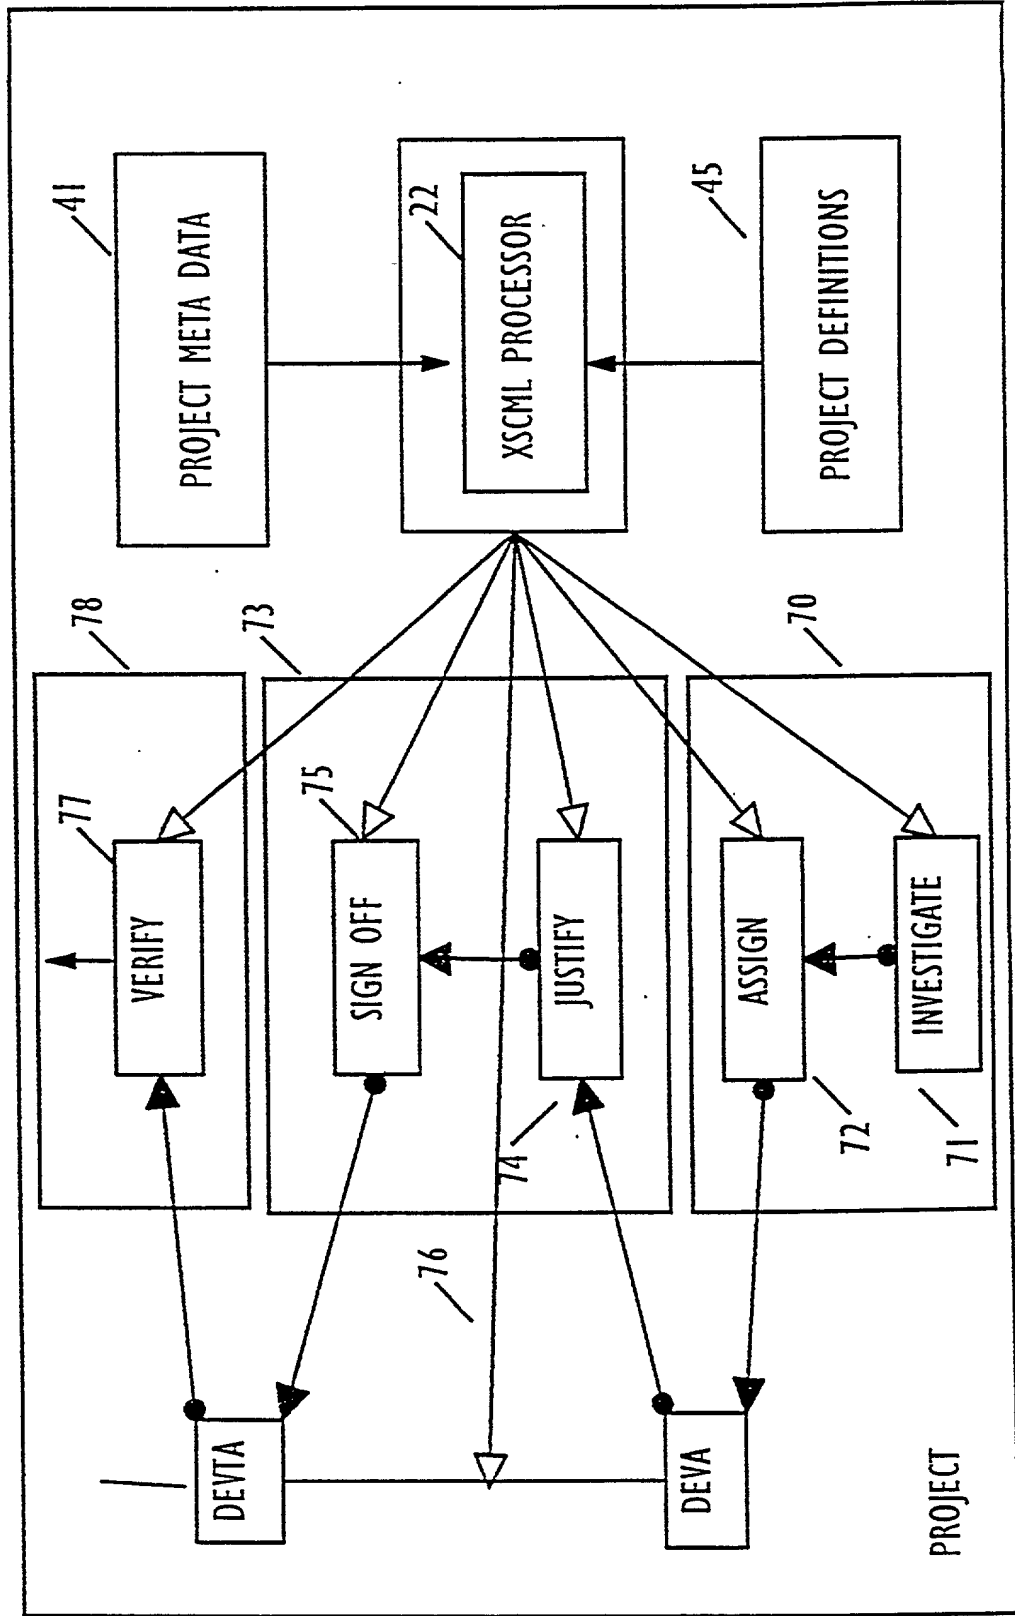 77
78
41
VERIFY
PROJECT META DATA
DEVTA
73
75
SIGN OFF
76
22
74
XSCML PROCESSOR
JUSTIFY
DEVA
45
ASSIGN
70
PROJECT DEFINITIONS
72
INVESTIGATE
PROJECT
71